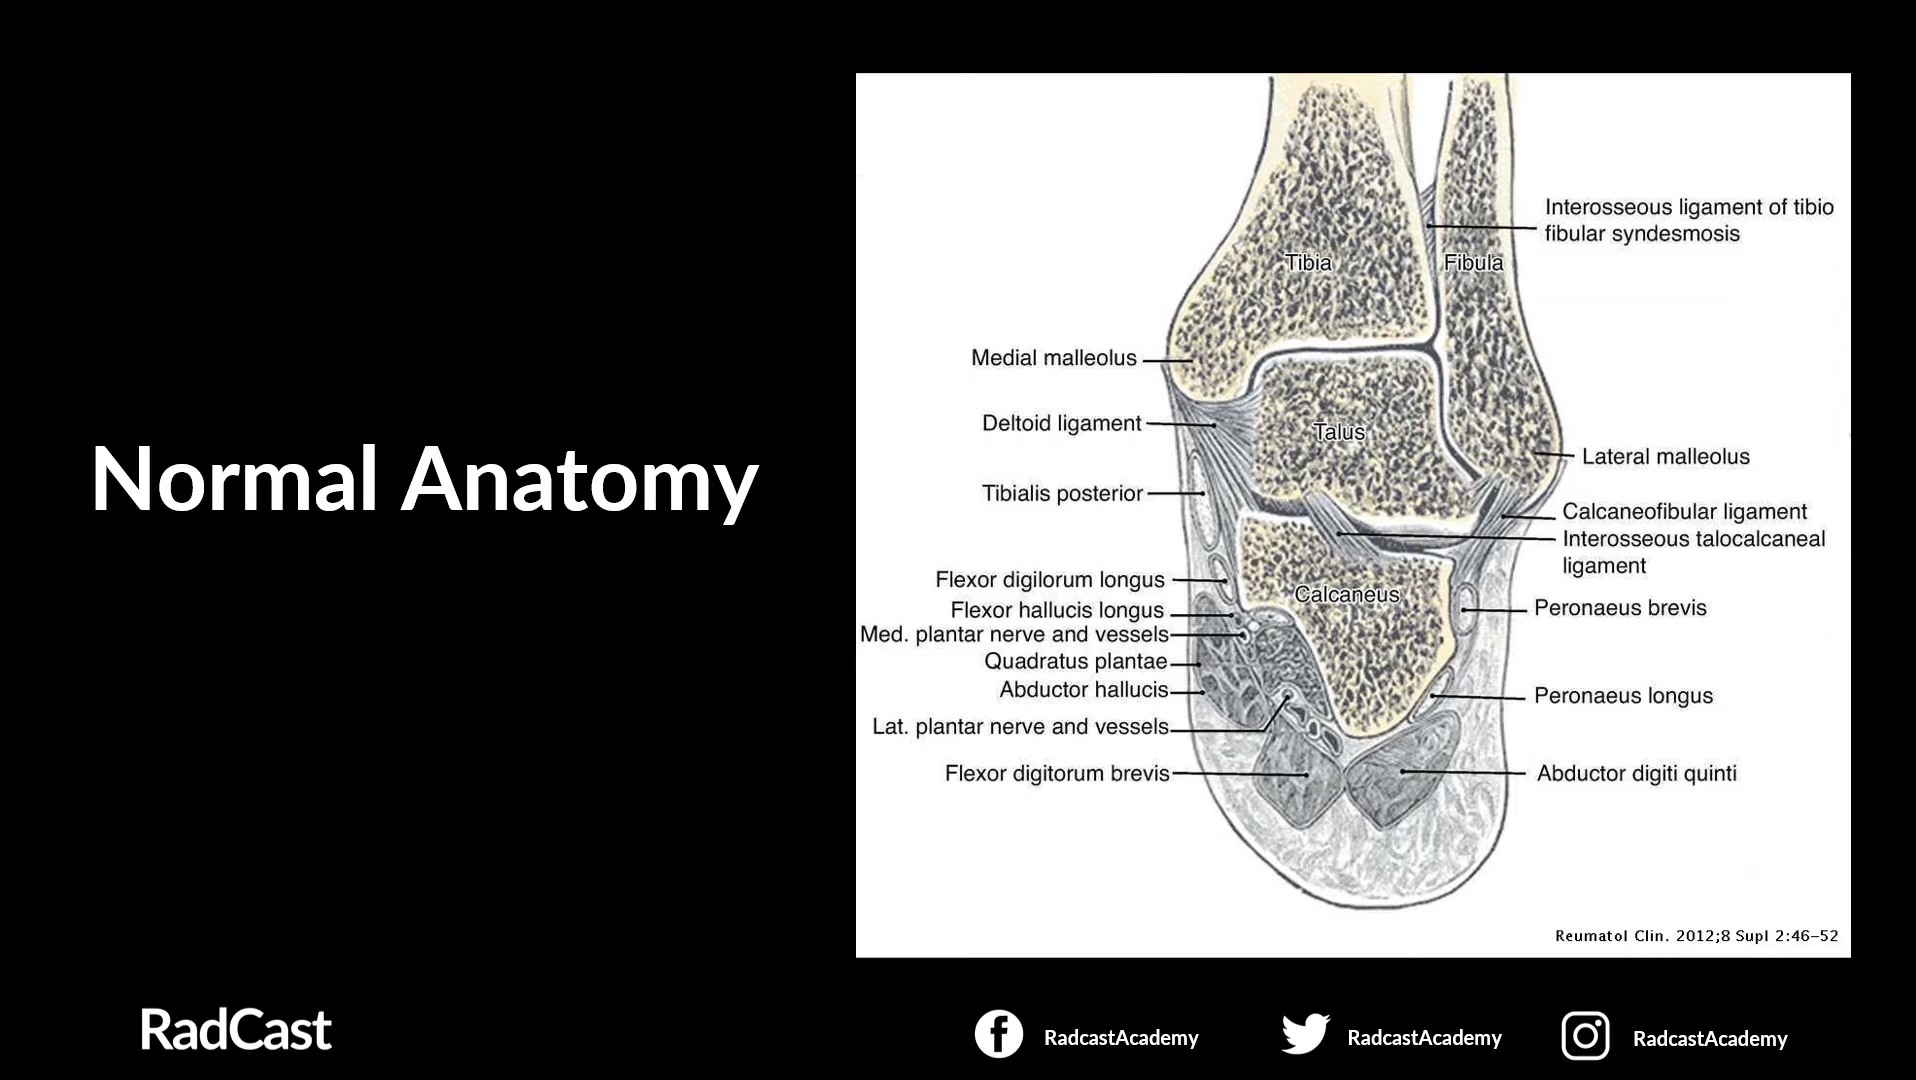 Normal Anatomy
Interosseous ligament of tibio
fibular syndesmosis
Tibia
Fibula
Medial malleolus
Deltoid ligament
Talus
Lateral malleolus
Tibialis posterior
Calcaneofibular ligament
Interosseous talocalcaneal
ligament
Flexor digilorum longus
Calcaneus
Flexor hallucis longus
Peronaeus brevis
Med. plantar nerve and vessels
Quadratus plantae
Abductor hallucis
Peronaeus longus
Lat. plantar nerve and vessels
Flexor digitorum brevis
Abductor digiti quinti
Reumatol Clin. 2012;8 Supl 2:46–52
RadCast
RadcastAcademy
RadcastAcademy
RadcastAcademy